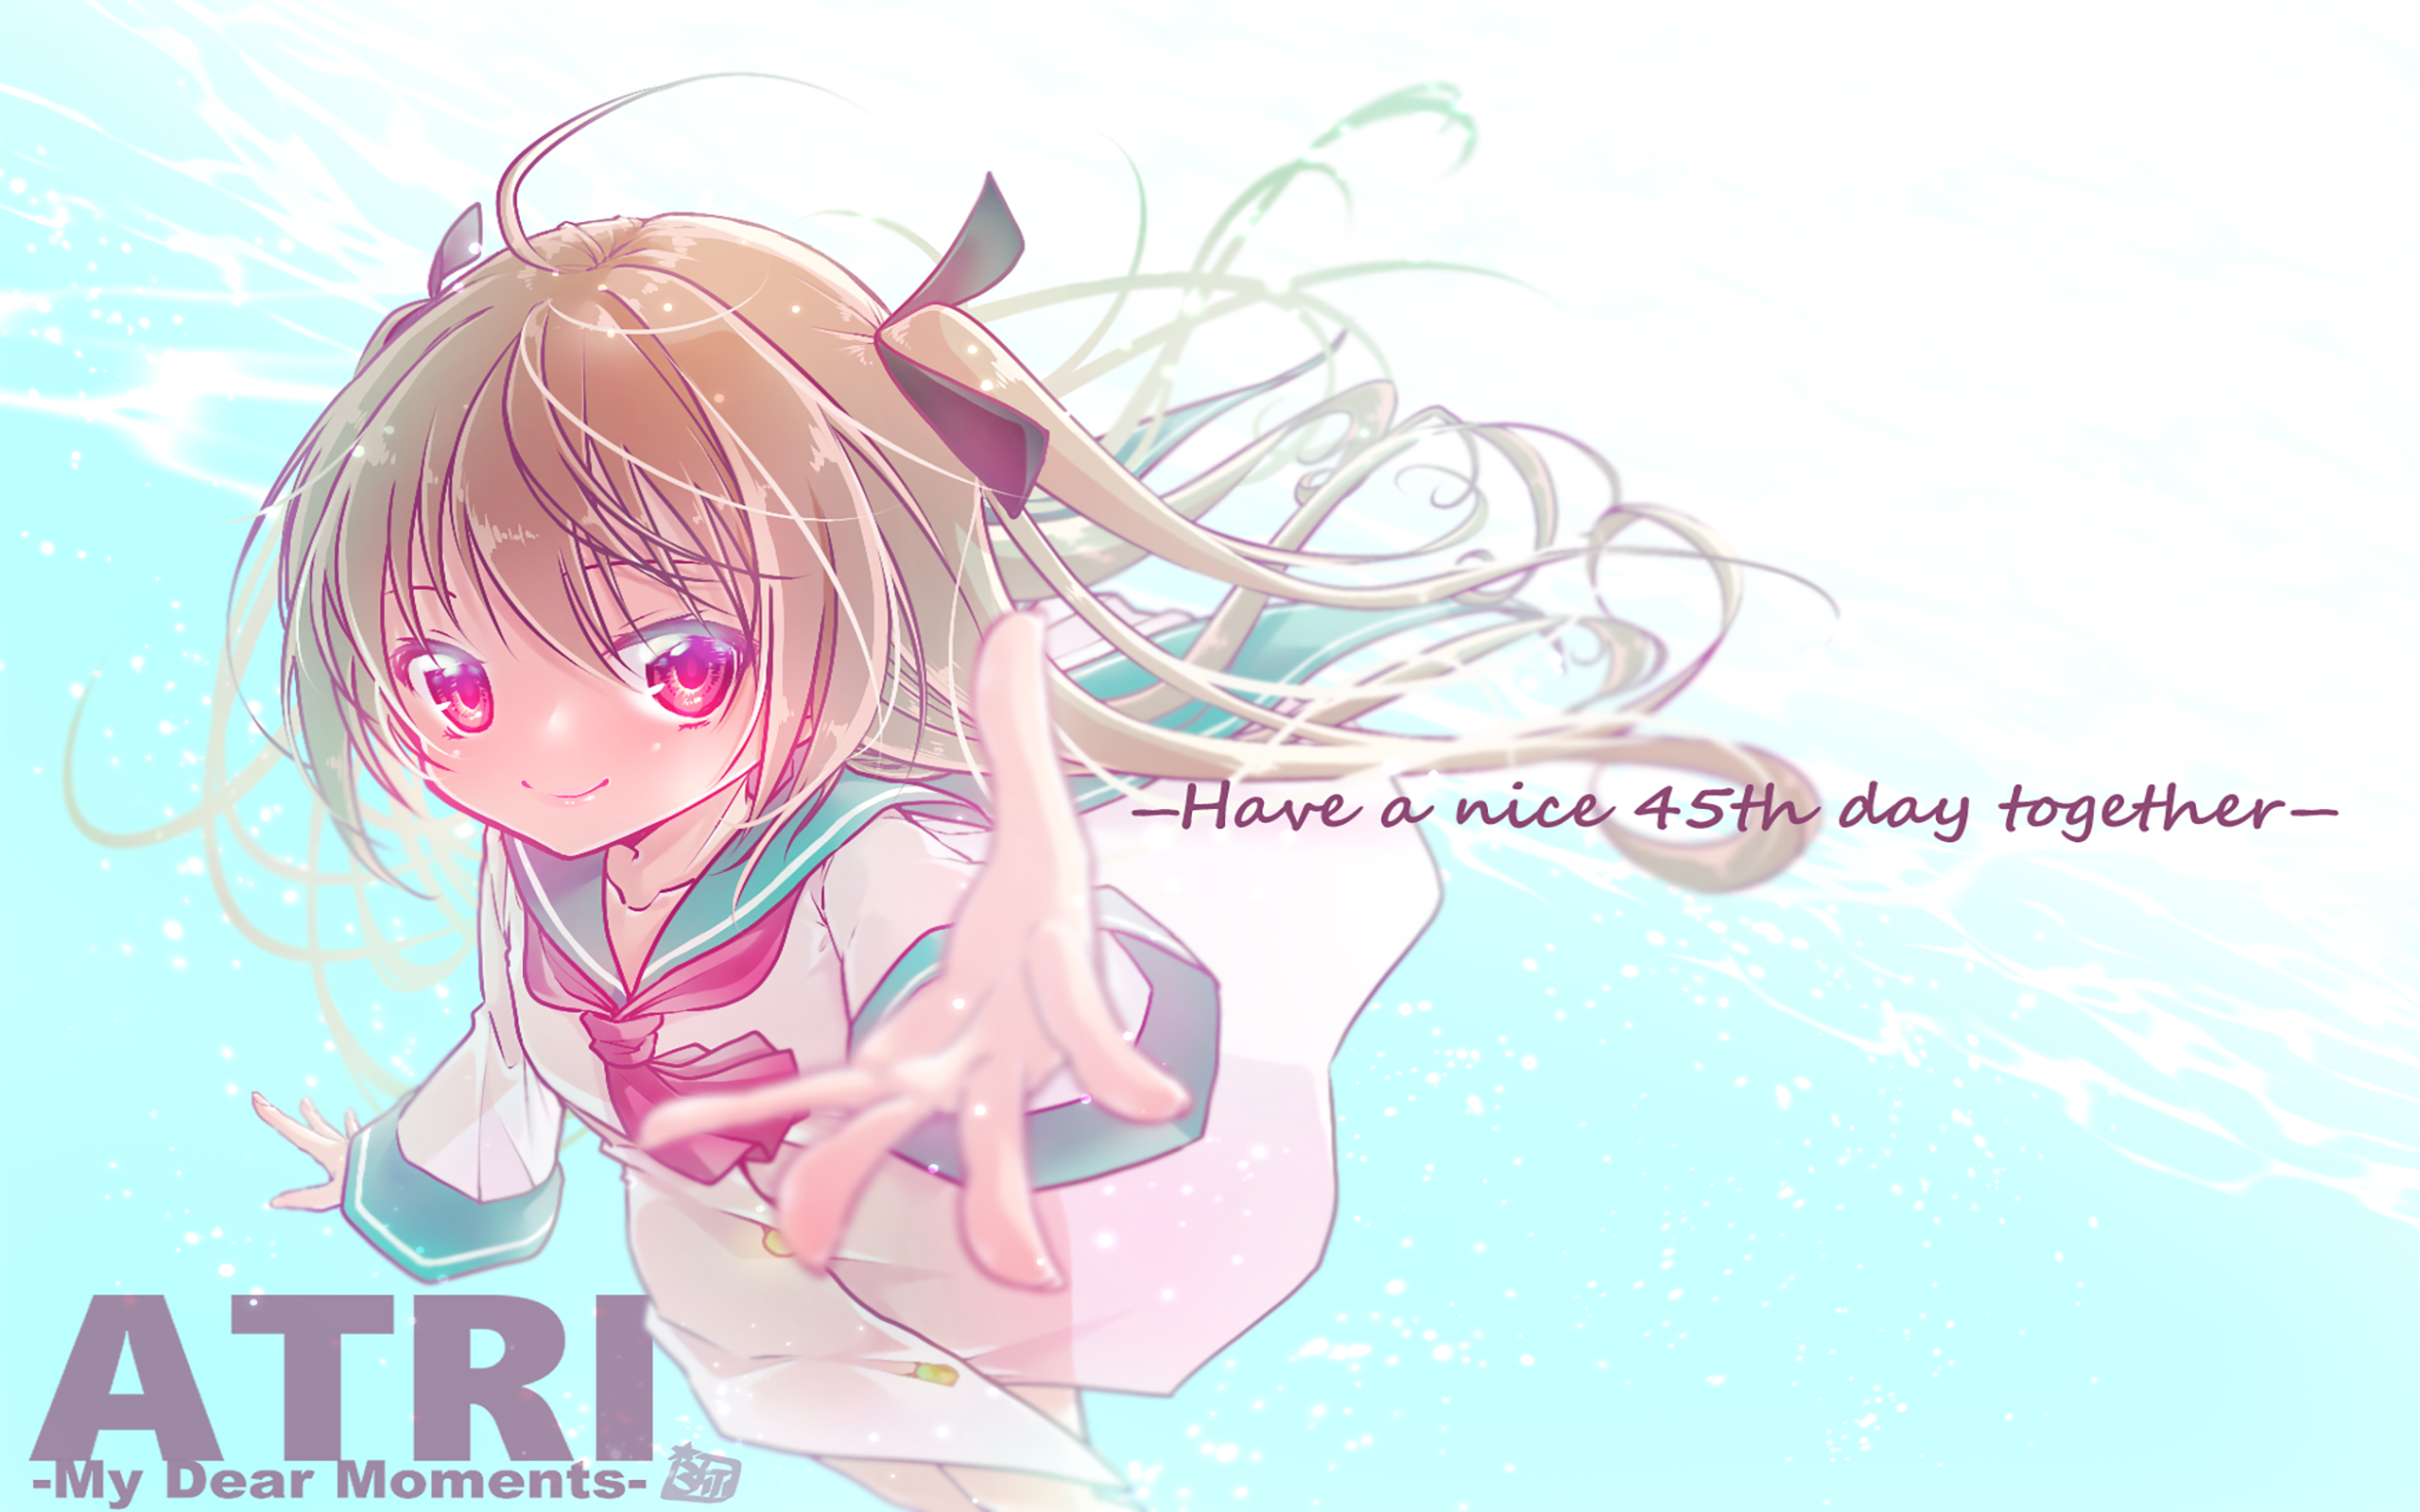 —Have a nice 45th day together—
ATRI
-My Dear Moments-